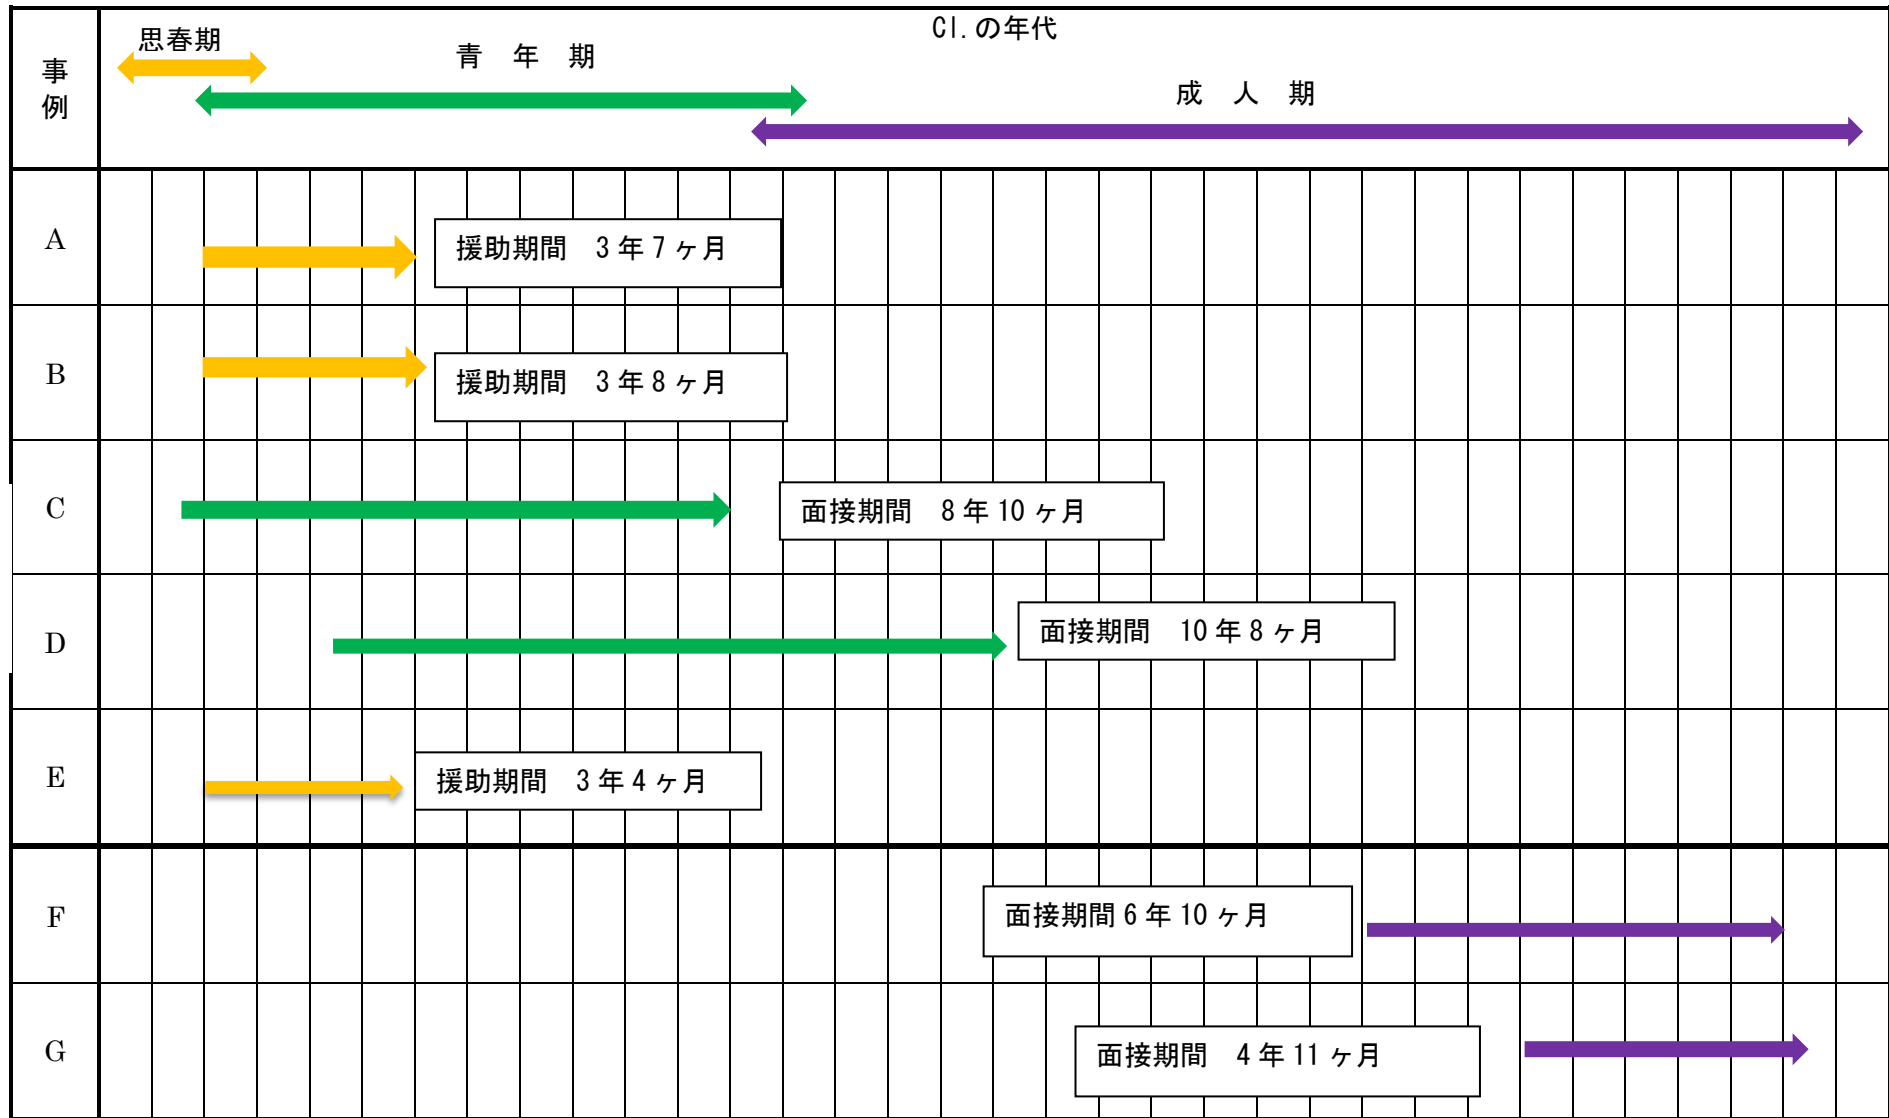 Cl.の年代
思春期
青 年 期
成 人 期
事
例
A
援助期間 3年7ヶ月
B
援助期間 3年8ヶ月
C
面接期間 8年10ヶ月
D
面接期間 10年8ヶ月
E
援助期間 3年4ヶ月
F
面接期間6年10ヶ月
G
面接期間 4年11ヶ月